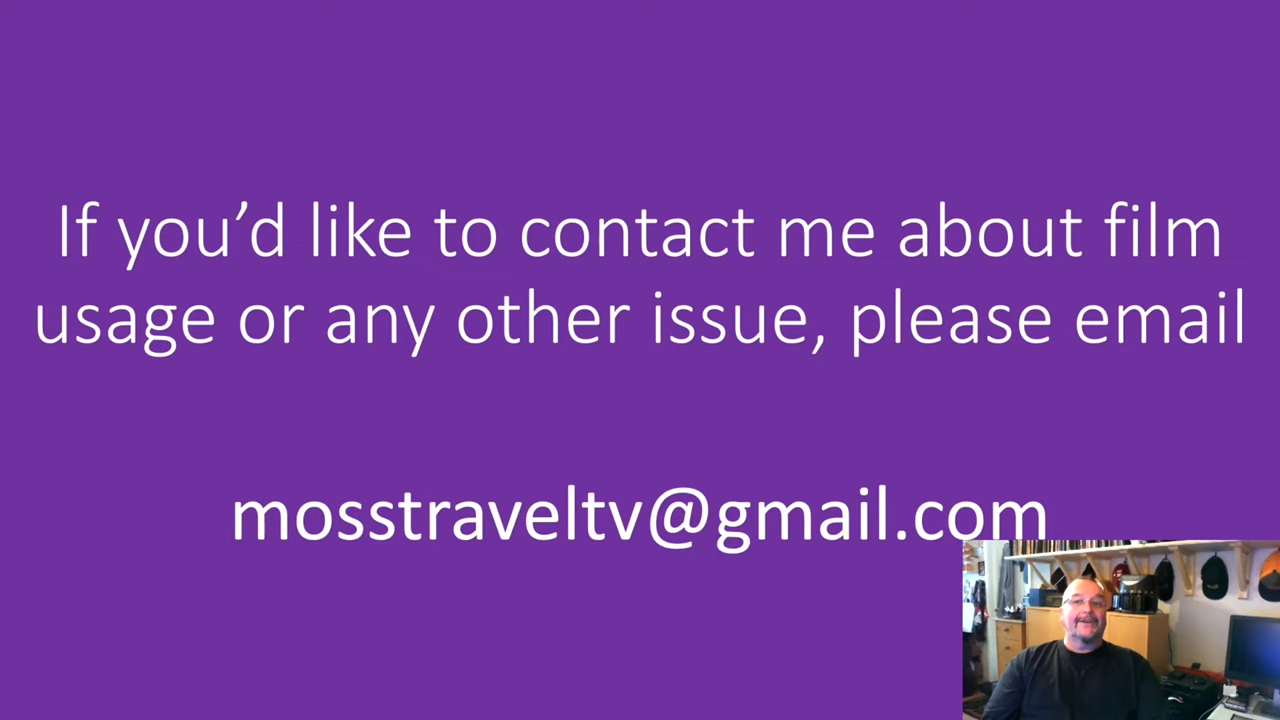 If you’d like to contact me about film
usage or any other issue, please email
mosstraveltv@gmail.com